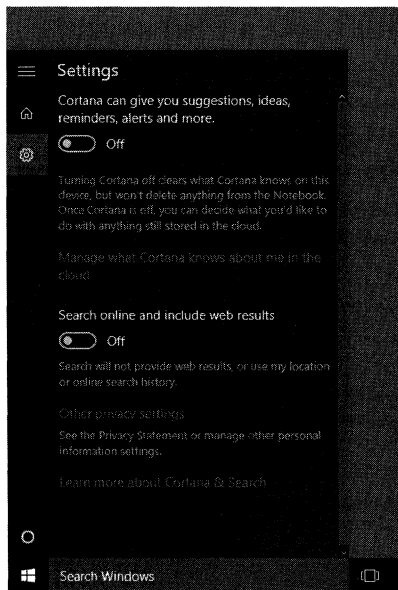 Settings
Cortana can give you suggestions, ideas,
reminders, alerts and more.
Off
Turning Cortana off clears what Cortana knows on this
device, but won't delete anything from the Notebook.
Once Cortana is off, you can decide what you'd like to
do with anything still stored in the cloud.
Manage what Cortana knows about me in the
cloud
Search online and include web results
Off
Search will not provide web results, or use my location
or online search history.
Other privacy settings
See the Privacy Statement or manage other personal
information settings.
Learn more about Cortana & Search
Search Windows